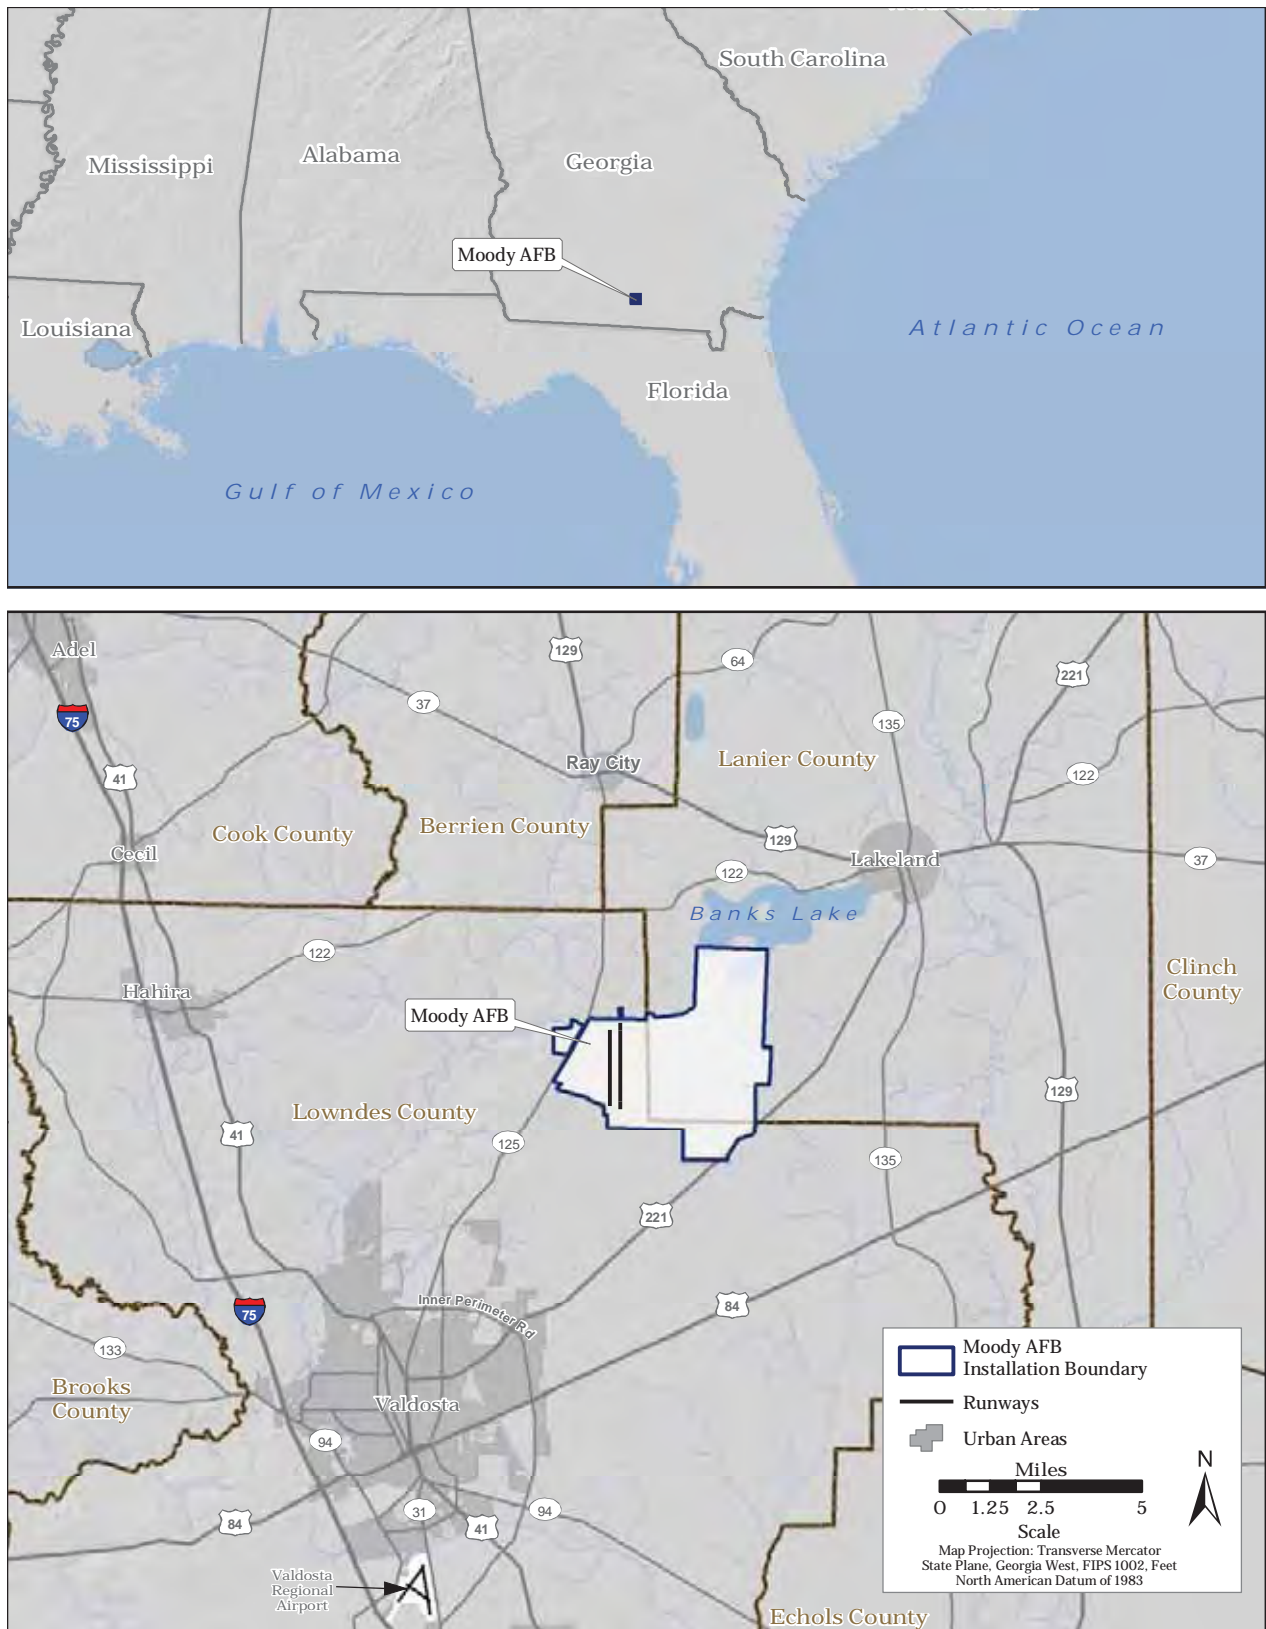 South Carolina
Mississippi
Alabama
Georgia
Moody AFB
Louisiana
Atlantic Ocean
Florida
Gulf of Mexico
Adel
129
64
221
37
75
135
Ray City
Lanier County
41
122
Cook County
Berrien County
129
Cecil
Lakeland
37
122
Banks Lake
122
Clinch
County
Hahira
Moody AFB
129
Lowndes County
41
125
135
221
Inner Perimeter Rd
84
75
133
Brooks
County
Valdosta
94
31
94
84
41
Valdosta
Regional
Airport
Echols County
Moody AFB
Installation Boundary
Runways
Urban Areas
Miles
0 1.25 2.5 5
Scale
N
Map Projection: Transverse Mercator
State Plane, Georgia West, FIPS 1002, Feet
North American Datum of 1983